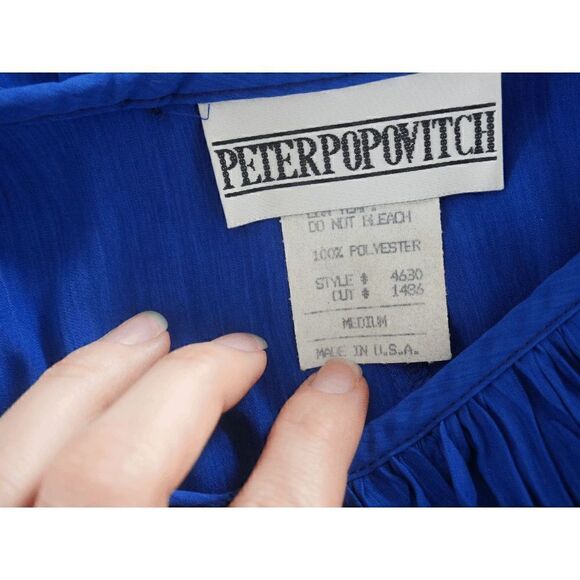 PETERPOPOVITCH
DO NOT BLEACH
100% POLYESTER
STYLE # 4630
CUT # 1486
MEDIUM
MADE IN U.S.A.